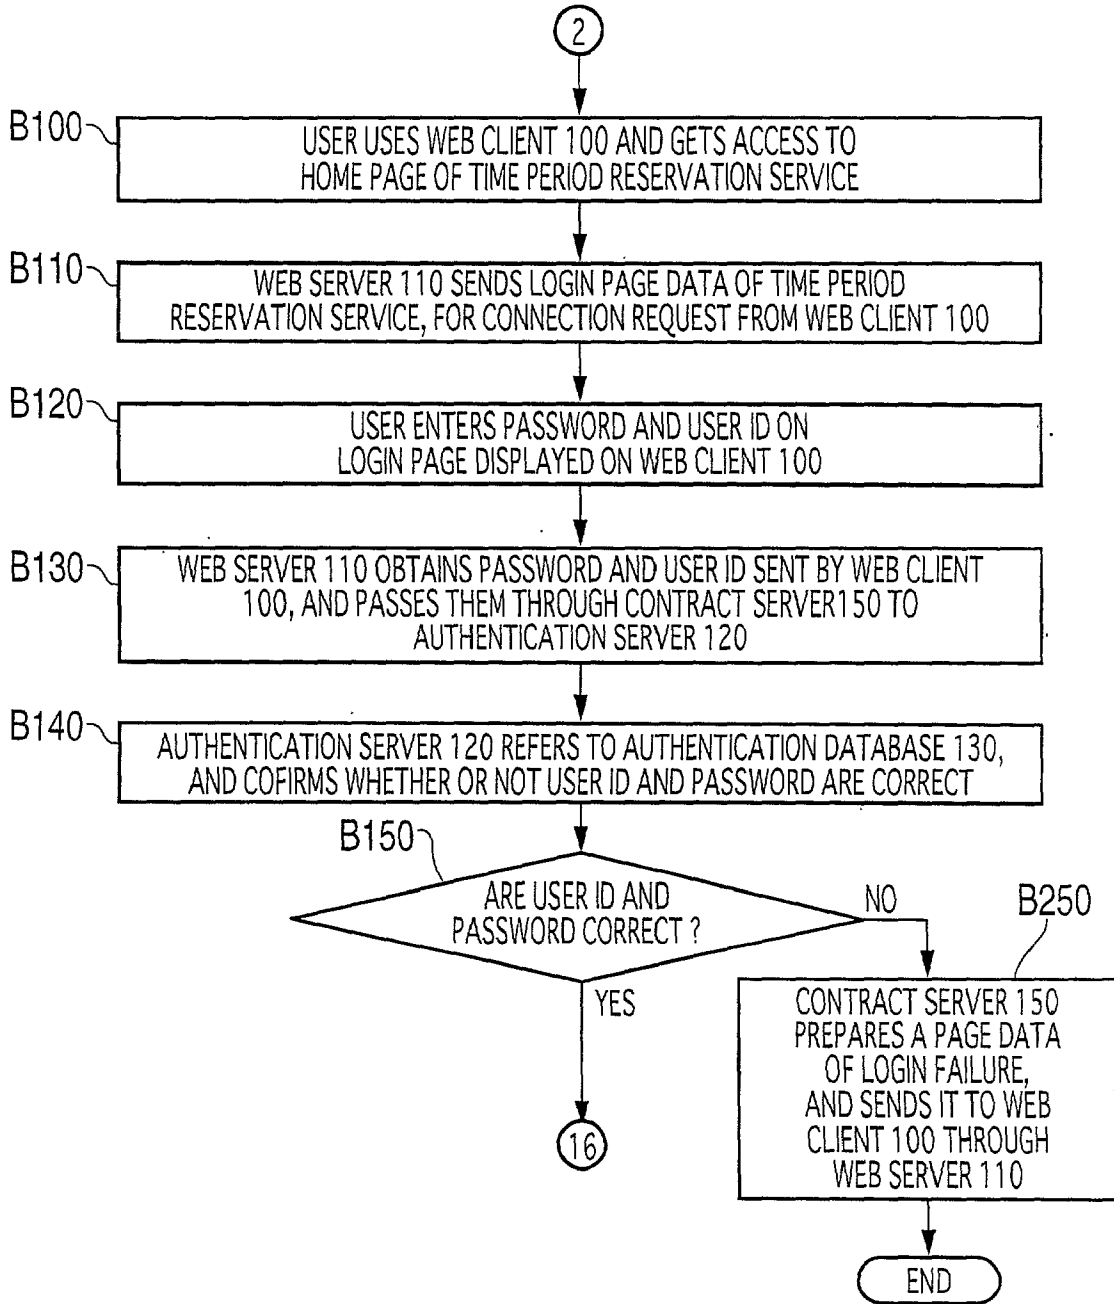 2
B100
USER USES WEB CLIENT 100 AND GETS ACCESS TO
HOME PAGE OF TIME PERIOD RESERVATION SERVICE
B110
WEB SERVER 110 SENDS LOGIN PAGE DATA OF TIME PERIOD
RESERVATION SERVICE, FOR CONNECTION REQUEST FROM WEB CLIENT 100
B120
USER ENTERS PASSWORD AND USER ID ON
LOGIN PAGE DISPLAYED ON WEB CLIENT 100
B130
WEB SERVER 110 OBTAINS PASSWORD AND USER ID SENT BY WEB CLIENT
100, AND PASSES THEM THROUGH CONTRACT SERVER150 TO
AUTHENTICATION SERVER 120
B140
AUTHENTICATION SERVER 120 REFERS TO AUTHENTICATION DATABASE 130,
AND COFIRMS WHETHER OR NOT USER ID AND PASSWORD ARE CORRECT
B150
ARE USER ID AND
PASSWORD CORRECT ?
NO
YES
16
B250
CONTRACT SERVER 150
PREPARES A PAGE DATA
OF LOGIN FAILURE,
AND SENDS IT TO WEB
CLIENT 100 THROUGH
WEB SERVER 110
END